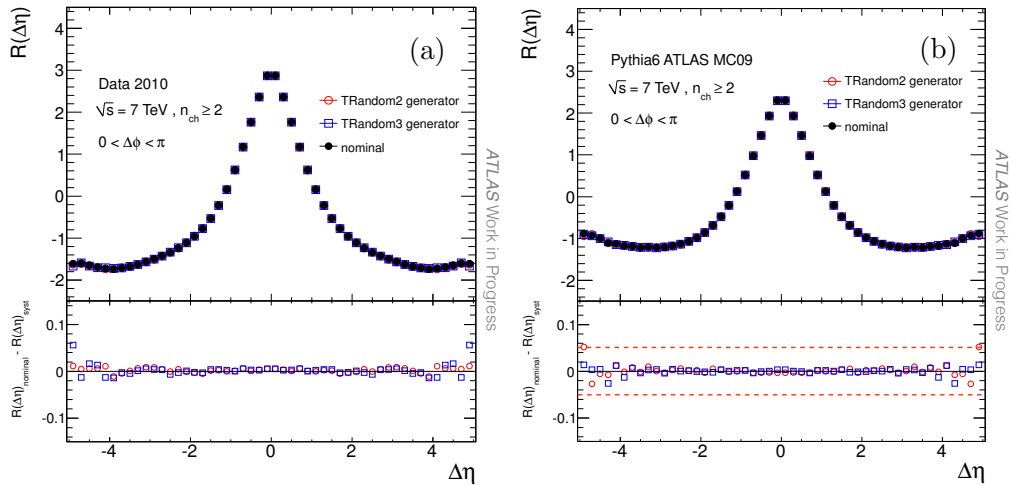 R(Δη)
4
3
2
1
0
-1
-2
(a)
Data 2010
√s = 7 TeV , n_ch ≥ 2
0 < Δϕ < π
TRandom2 generator
TRandom3 generator
nominal
ATLAS Work in Progress
R(Δη)_nominal - R(Δη)_syst
0.1
0
-0.1
-4 -2 0 2 4
Δη
R(Δη)
4
3
2
1
0
-1
-2
(b)
Pythia6 ATLAS MC09
√s = 7 TeV , n_ch ≥ 2
0 < Δϕ < π
TRandom2 generator
TRandom3 generator
nominal
ATLAS Work in Progress
R(Δη)_nominal - R(Δη)_syst
0.1
0
-0.1
-4 -2 0 2 4
Δη